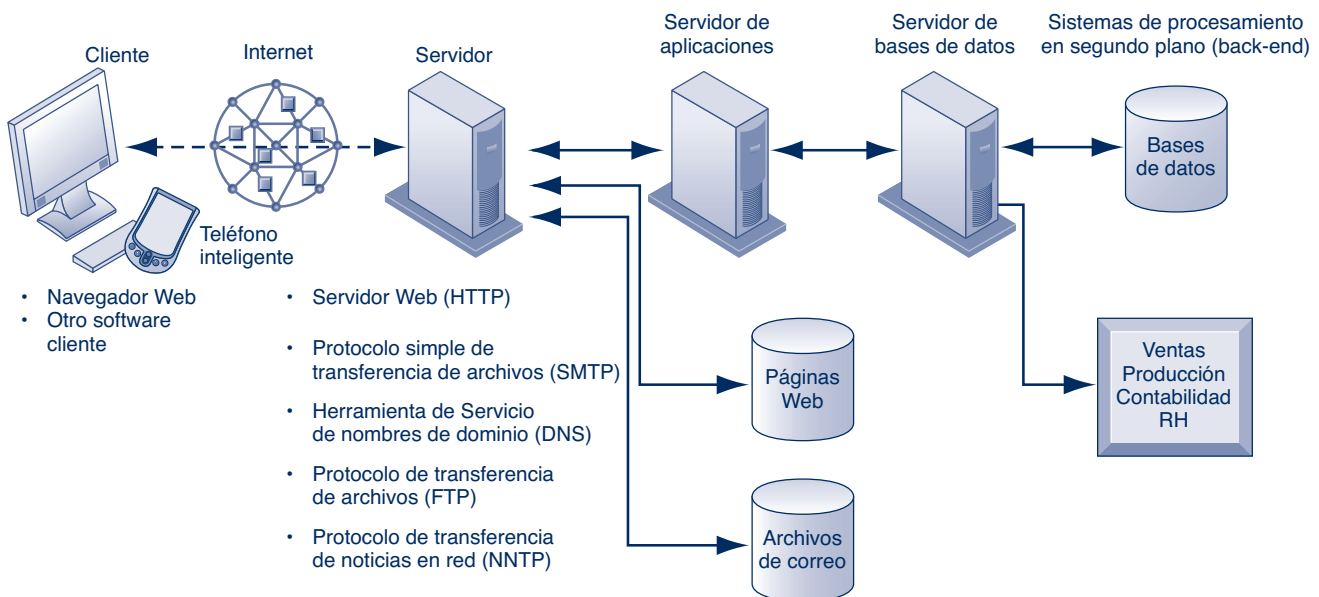 Cliente
Internet
Servidor
Servidor de
aplicaciones
Servidor de
bases de datos
Sistemas de procesamiento
en segundo plano (back-end)
Bases
de datos
Teléfono
inteligente
• Navegador Web
• Otro software
cliente
• Servidor Web (HTTP)
• Protocolo simple de
transferencia de archivos (SMTP)
• Herramienta de Servicio
de nombres de dominio (DNS)
• Protocolo de transferencia
de archivos (FTP)
• Protocolo de transferencia
de noticias en red (NNTP)
Páginas
Web
Archivos
de correo
Ventas
Producción
Contabilidad
RH